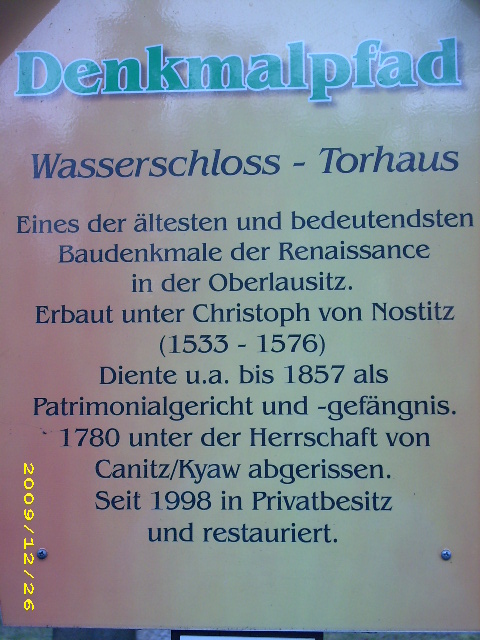 Denkmalpfad
Wasserschloss - Torhaus
Eines der ältesten und bedeutendsten
Baudenkmale der Renaissance
in der Oberlausitz.
Erbaut unter Christoph von Nostitz
(1533 - 1576)
Diente u.a. bis 1857 als
Patrimonialgericht und -gefängnis.
1780 unter der Herrschaft von
Canitz/Kyaw abgerissen.
Seit 1998 in Privatbesitz
und restauriert.
2009/12/26